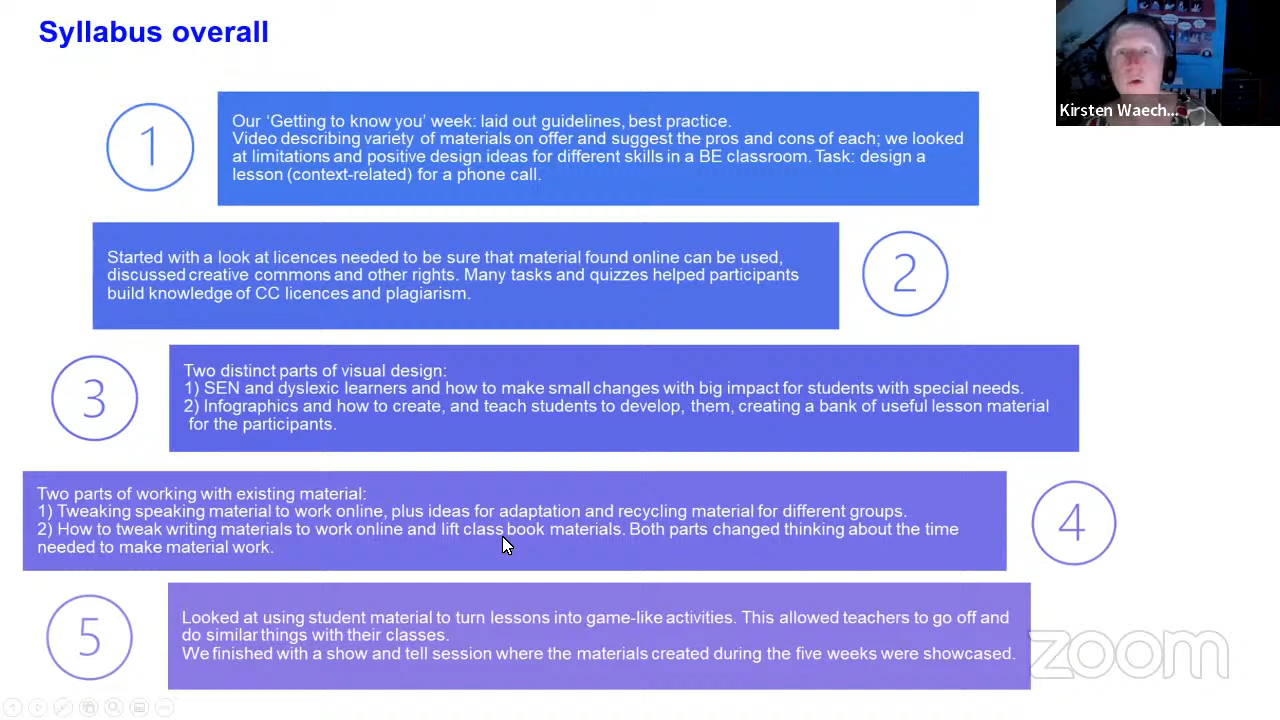 Syllabus overall
Kirsten Waech...
1
Our ‘Getting to know you’ week: laid out guidelines, best practice.
Video describing variety of materials on offer and suggest the pros and cons of each; we looked
at limitations and positive design ideas for different skills in a BE classroom. Task: design a
lesson (context-related) for a phone call.
Started with a look at licences needed to be sure that material found online can be used,
discussed creative commons and other rights. Many tasks and quizzes helped participants
build knowledge of CC licences and plagiarism.
2
3
Two distinct parts of visual design:
1) SEN and dyslexic learners and how to make small changes with big impact for students with special needs.
2) Infographics and how to create, and teach students to develop, them, creating a bank of useful lesson material
for the participants.
Two parts of working with existing material:
1) Tweaking speaking material to work online, plus ideas for adaptation and recycling material for different groups.
2) How to tweak writing materials to work online and lift class book materials. Both parts changed thinking about the time
needed to make material work.
4
5
Looked at using student material to turn lessons into game-like activities. This allowed teachers to go off and
do similar things with their classes.
We finished with a show and tell session where the materials created during the five weeks were showcased.
zoom